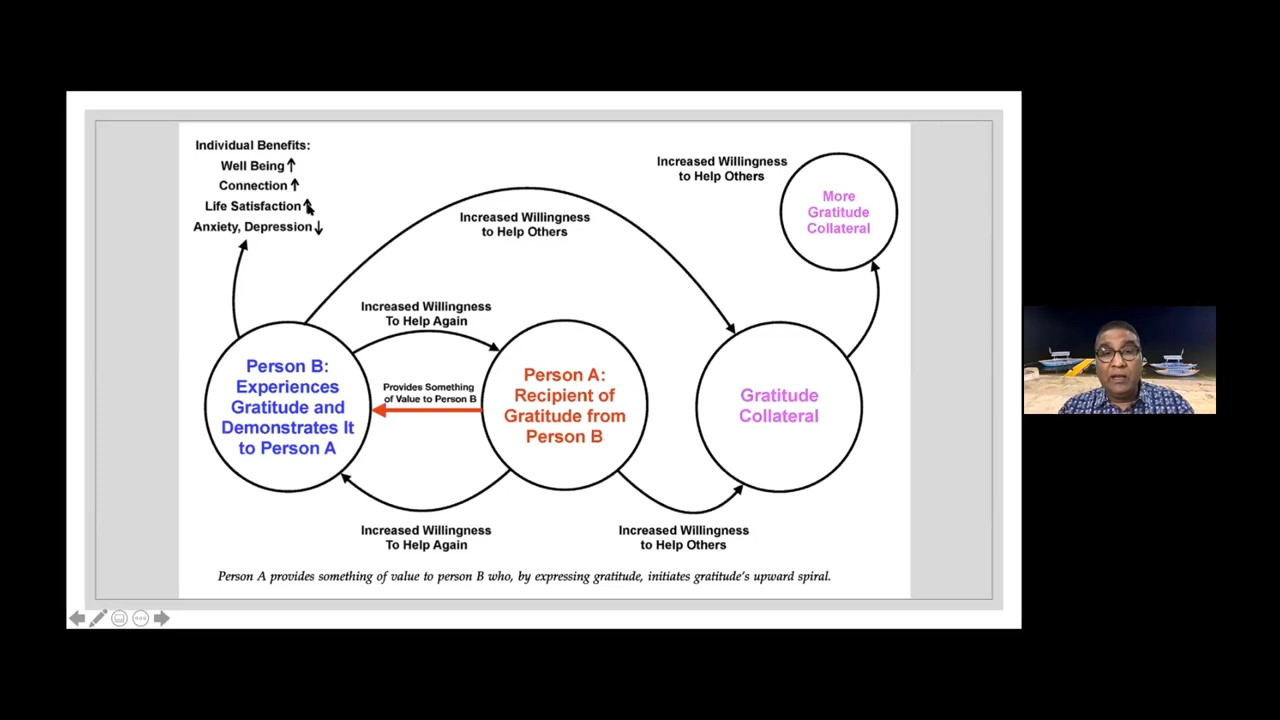 Individual Benefits:
Well Being↑
Connection↑
Life Satisfaction↑
Anxiety, Depression↓
Increased Willingness
to Help Others
Increased Willingness
to Help Others
More
Gratitude
Collateral
Increased Willingness
To Help Again
Person B:
Experiences
Gratitude and
Demonstrates It
to Person A
Provides Something
of Value to Person B
Person A:
Recipient of
Gratitude from
Person B
Gratitude
Collateral
Increased Willingness
To Help Again
Increased Willingness
to Help Others
Person A provides something of value to person B who, by expressing gratitude, initiates gratitude's upward spiral.